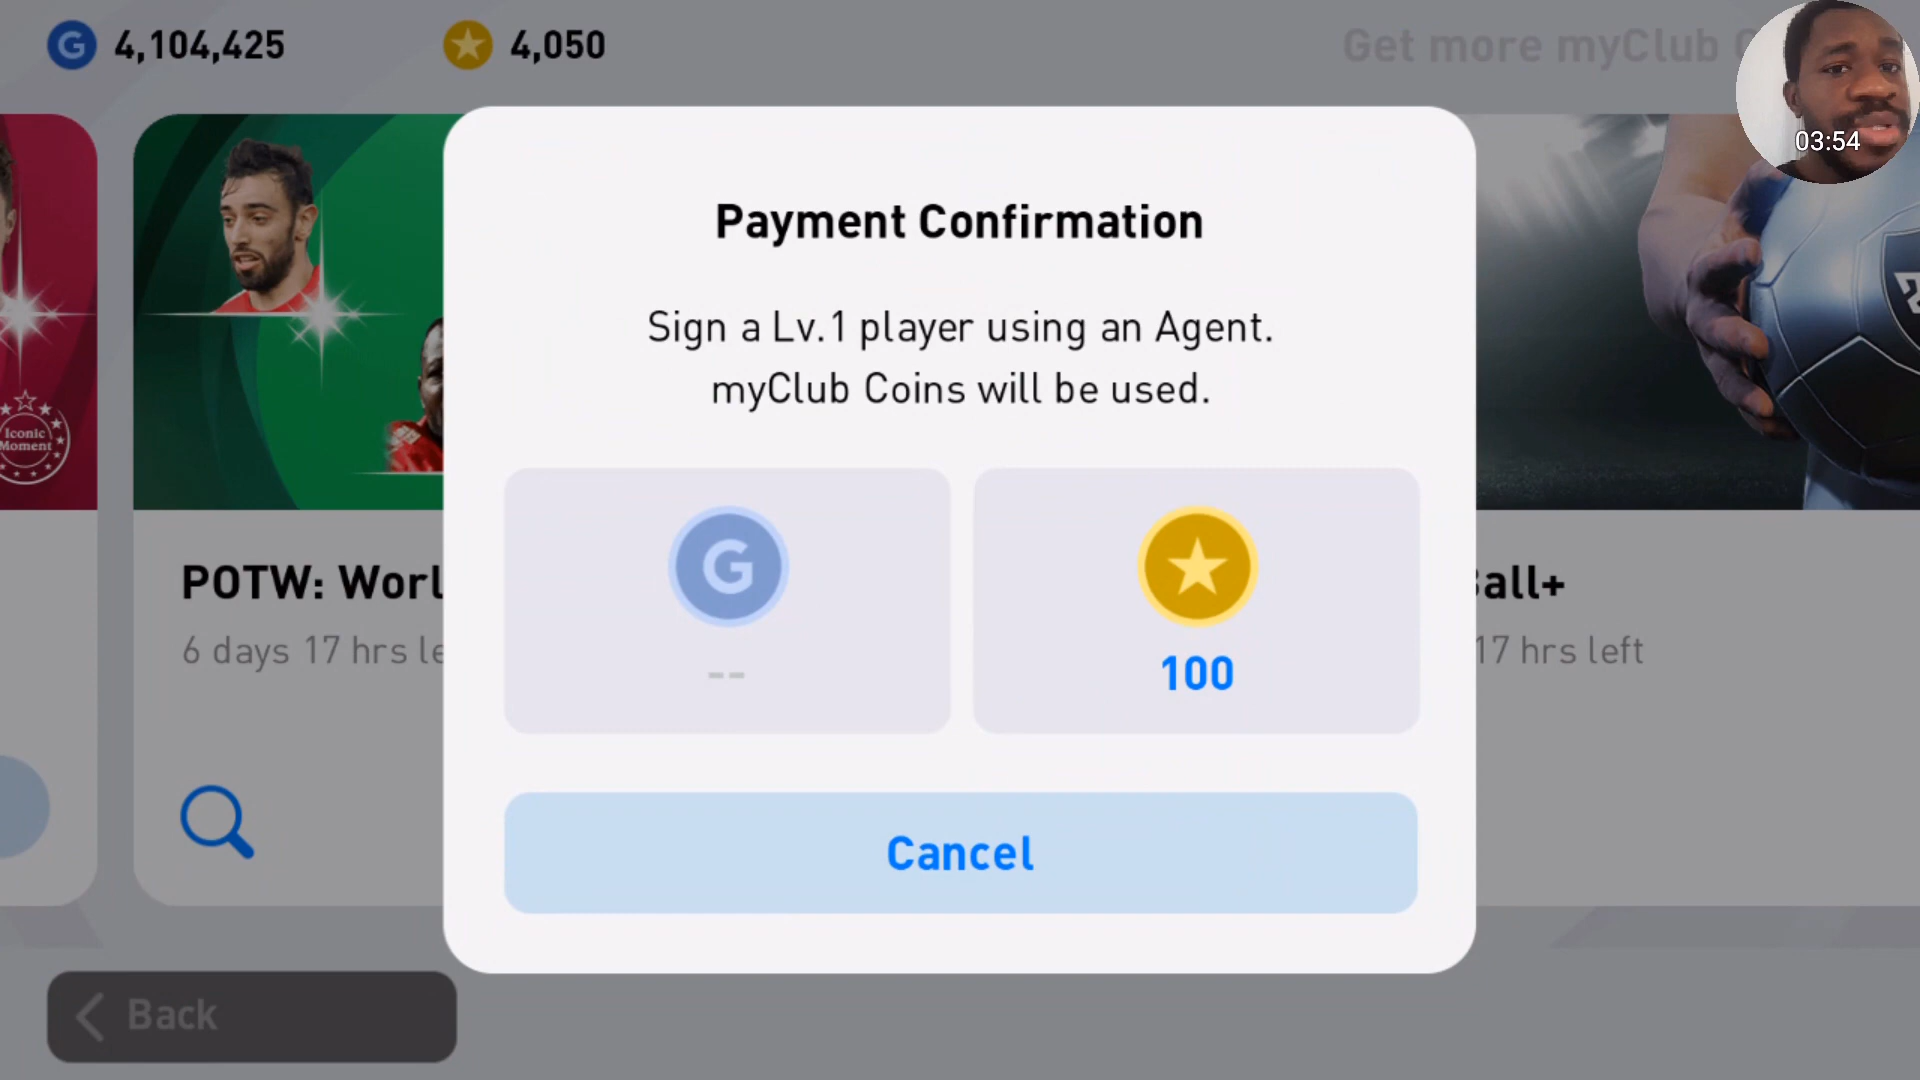 4,104,425
4,050
Get more myClub
03:54
Payment Confirmation
Sign a Lv.1 player using an Agent.
myClub Coins will be used.
G
G
--
100
Cancel
Iconic
Moment
POTW: Worl
6 days 17 hrs le
all+
17 hrs left
Back